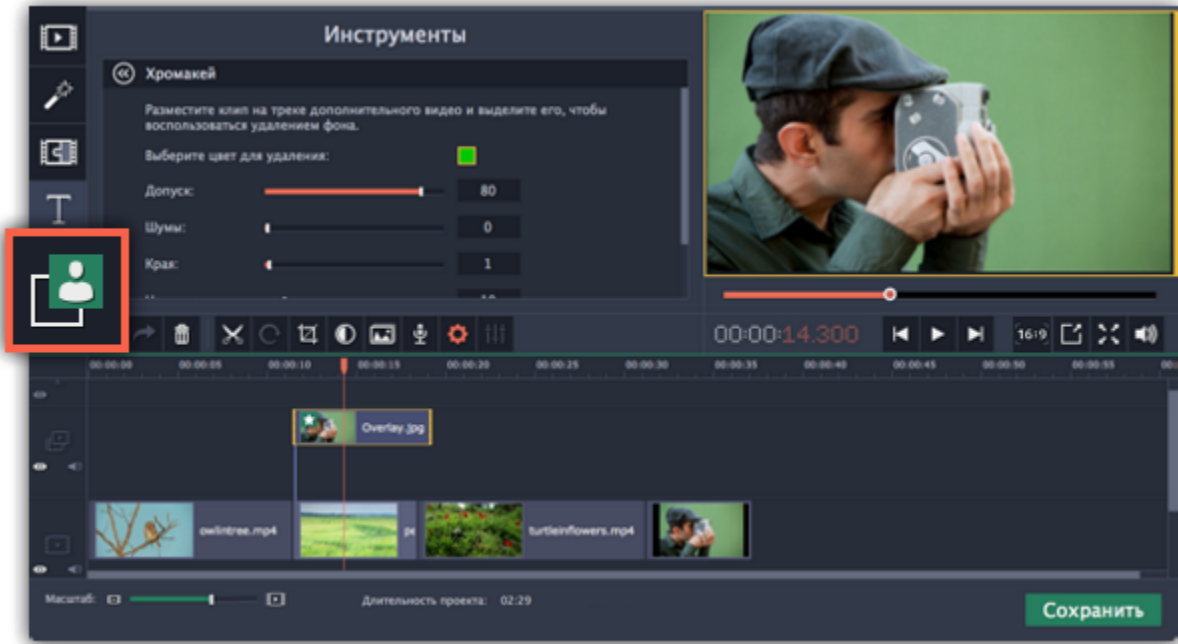 Инструменты
Хромакей
Разместите клип на треке дополнительного видео и выделите его, чтобы
воспользоваться удалением фона.
Выберите цвет для удаления:
Допуск: 80
Шумы: 0
Края: 1
T
00:00:14.300
16:9
00:00:00 00:00:05 00:00:10 00:00:15 00:00:20 00:00:25 00:00:30 00:00:35 00:00:40 00:00:45 00:00:50 00:00:55
Overlay.jpg
owlintree.mp4
turtleinflowers.mp4
Масштаб:
Длительность проекта: 02:29
Сохранить